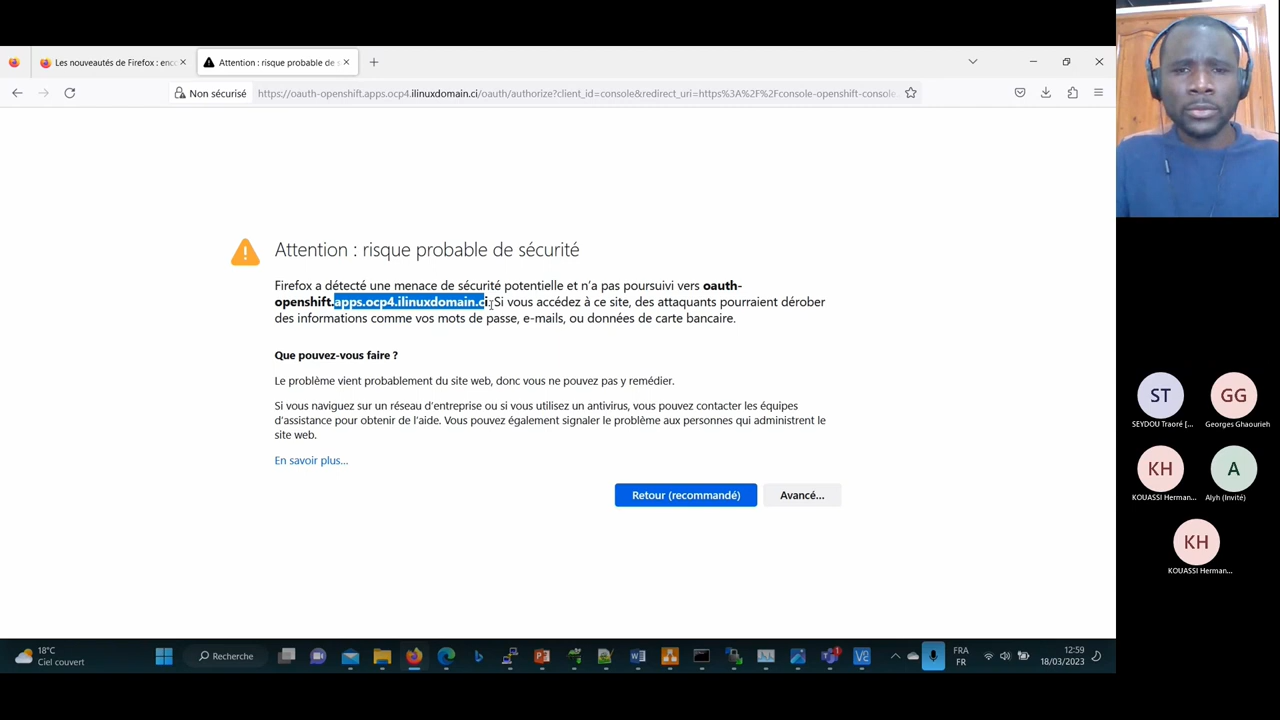 Les nouveautés de Firefox : enc
Attention : risque probable de s
Non sécurisé
https://oauth-openshift.apps.ocp4.ilinuxdomain.ci/oauth/authorize?client_id=console&redirect_uri=https%3A%2F%2Fconsole-openshift-console.
Attention : risque probable de sécurité
Firefox a détecté une menace de sécurité potentielle et n’a pas poursuivi vers oauth-
openshift.apps.ocp4.ilinuxdomain.ci. Si vous accédez à ce site, des attaquants pourraient dérober
des informations comme vos mots de passe, e-mails, ou données de carte bancaire.
Que pouvez-vous faire ?
Le problème vient probablement du site web, donc vous ne pouvez pas y remédier.
Si vous naviguez sur un réseau d’entreprise ou si vous utilisez un antivirus, vous pouvez contacter les équipes
d’assistance pour obtenir de l’aide. Vous pouvez également signaler le problème aux personnes qui administrent le
site web.
En savoir plus...
Retour (recommandé)
Avancé...
ST
GG
SEYDOU Traoré [...
Georges Ghaourieh
KH
A
KOUASSI Herman...
Alyh (Invité)
KH
KOUASSI Herman...
18°C
Ciel couvert
Recherche
FRA
FR
12:59
18/03/2023